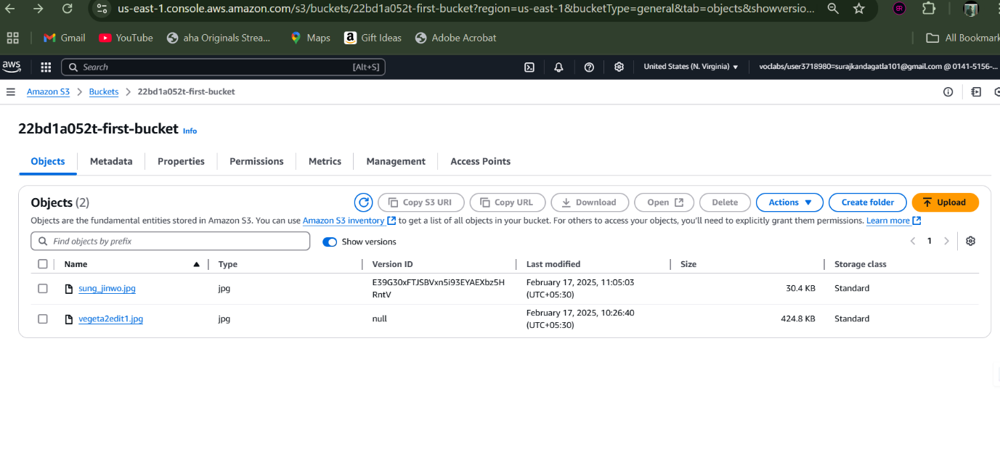 us-east-1.console.aws.amazon.com/s3/buckets/22bd1a052t-first-bucket?region=us-east-1&bucketType=general&tab=objects&showversio...
Gmail YouTube aha Originals Strea... Maps Gift Ideas Adobe Acrobat All Bookmark
aws Search [Alt+S] United States (N. Virginia) voclabs/user3718980=surajkandagatla101@gmail.com @ 0141-5156-...
Amazon S3 > Buckets > 22bd1a052t-first-bucket
22bd1a052t-first-bucket Info
Objects Metadata Properties Permissions Metrics Management Access Points
Objects (2) Copy S3 URI Copy URL Download Open Delete Actions Create folder Upload
Objects are the fundamental entities stored in Amazon S3. You can use Amazon S3 inventory to get a list of all objects in your bucket. For others to access your objects, you'll need to explicitly grant them permissions. Learn more
Find objects by prefix Show versions 1
Name Type Version ID Last modified Size Storage class
sung_jinwo.jpg jpg E39G30xFTJSBVxn5i93EYAEXbz5H February 17, 2025, 11:05:03 30.4 KB Standard
RntV (UTC+05:30)
vegeta2edit1.jpg jpg null February 17, 2025, 10:26:40 424.8 KB Standard
(UTC+05:30)